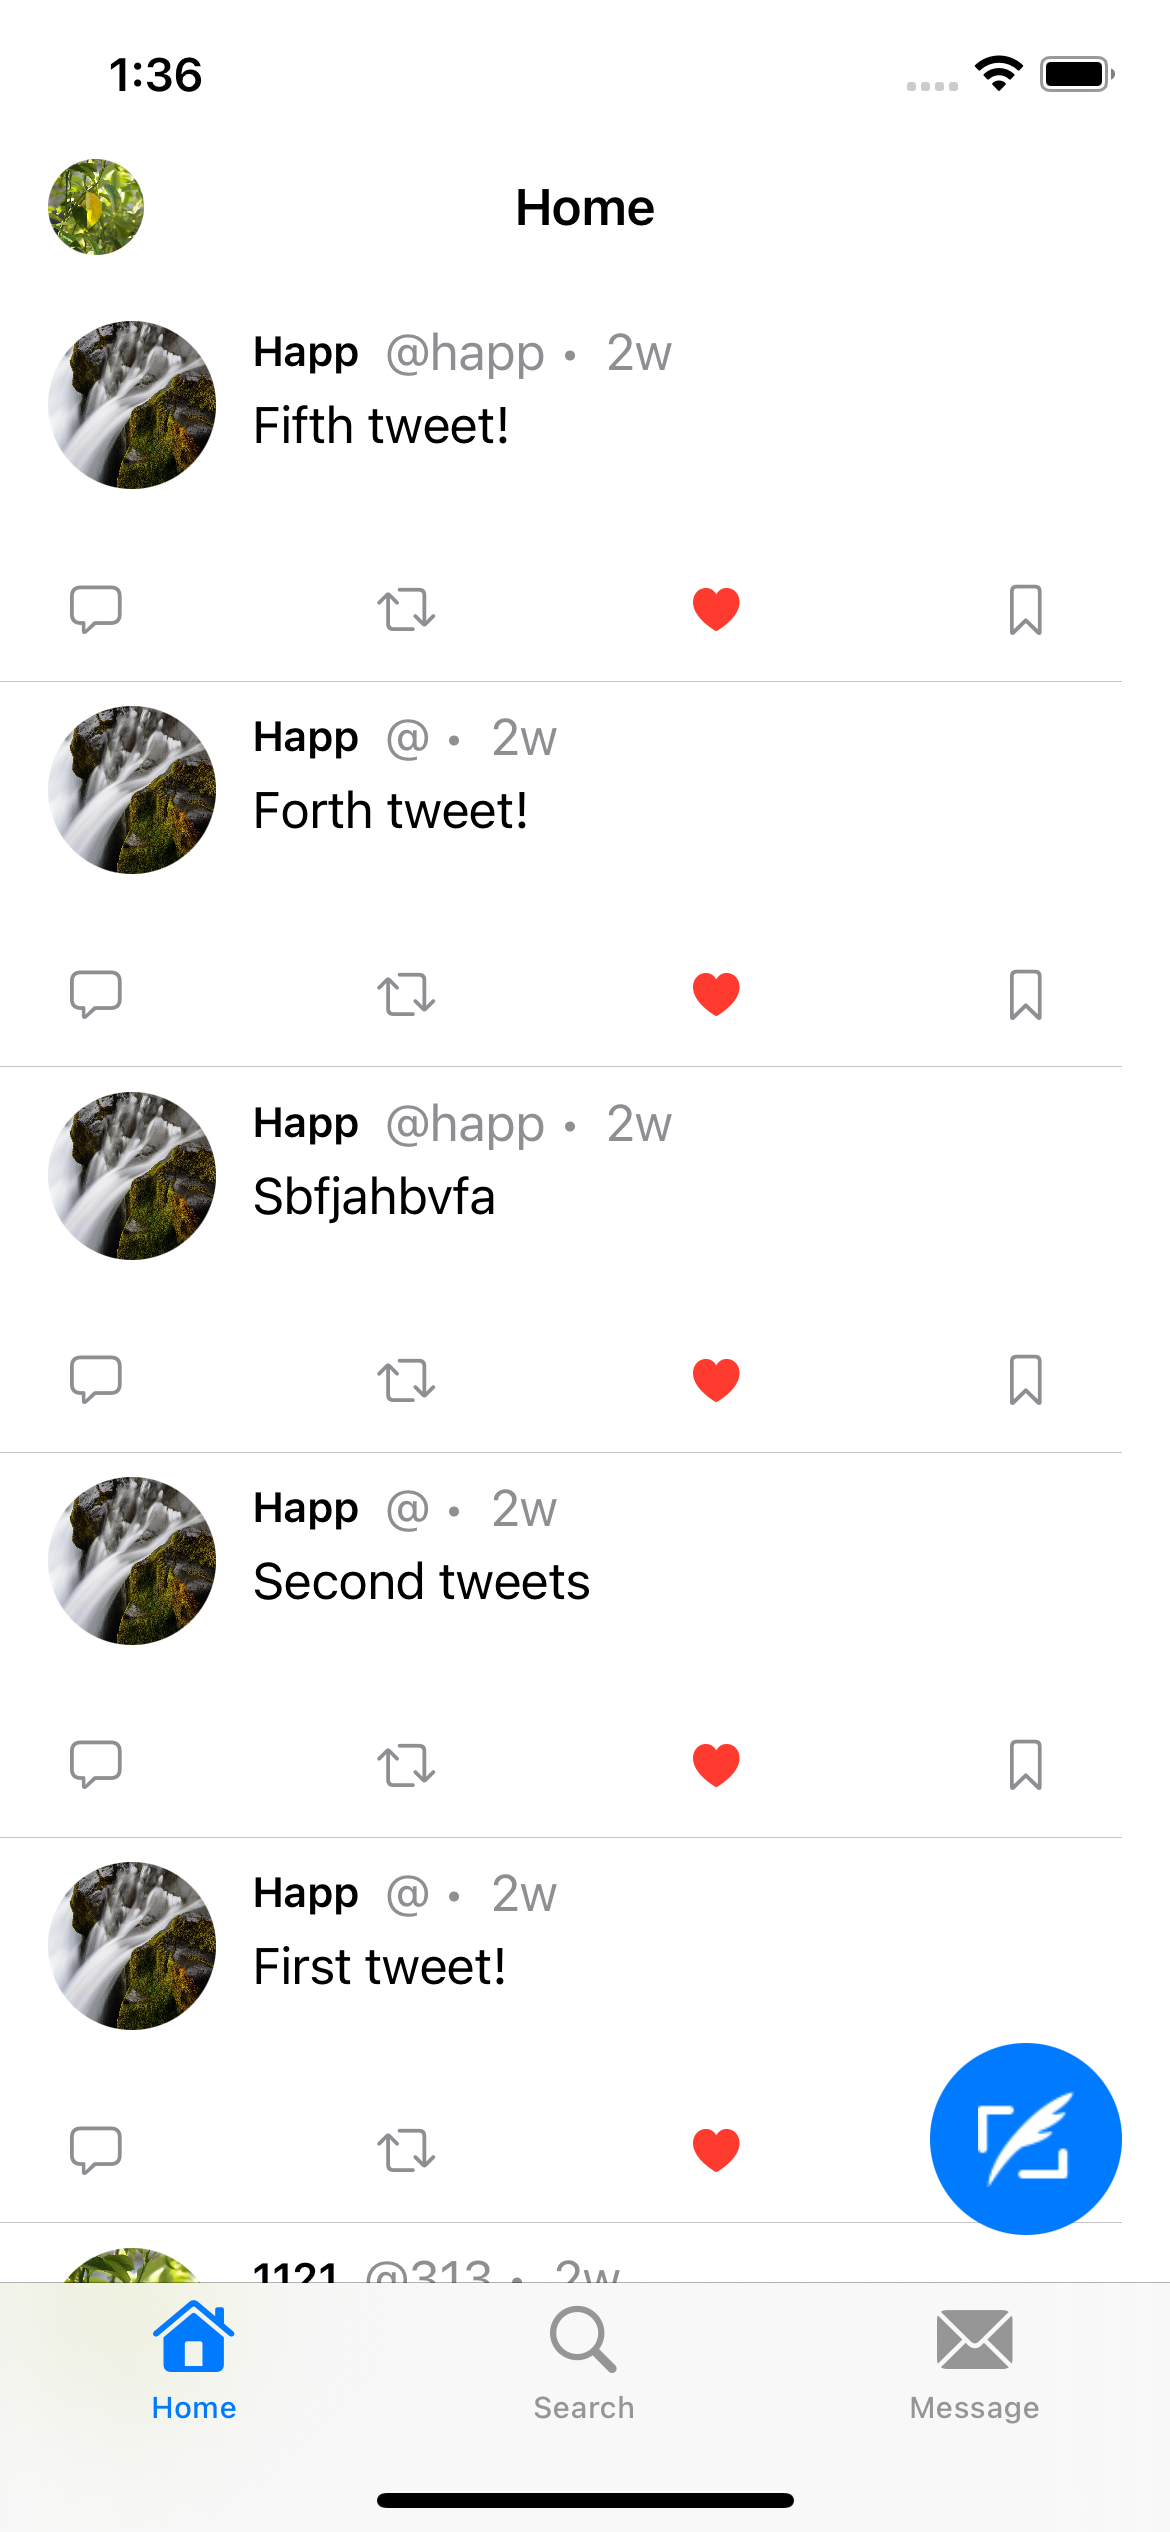 1:36
Home
Happ @happ • 2w
Fifth tweet!
Happ @ • 2w
Forth tweet!
Happ @happ • 2w
Sbfjahbvfa
Happ @ • 2w
Second tweets
Happ @ • 2w
First tweet!
1121 @313 • 2w
Home
Search
Message